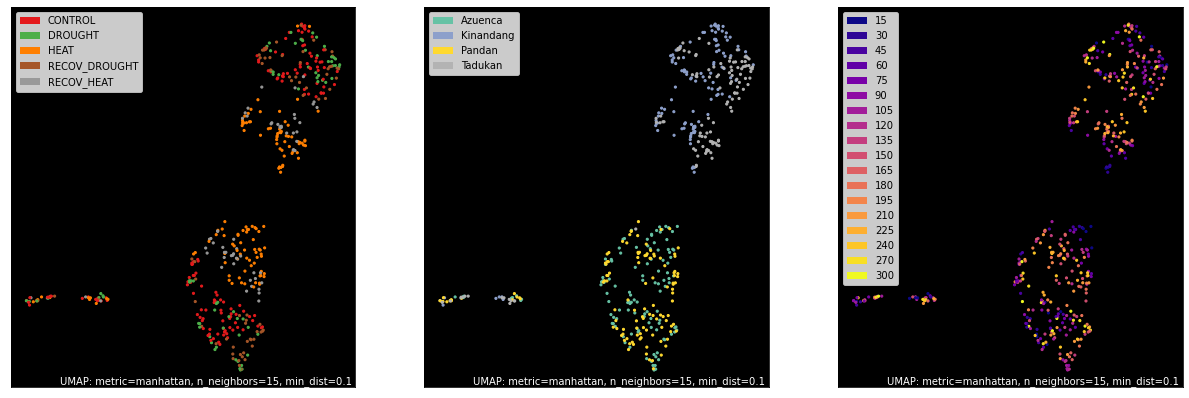 CONTROL
DROUGHT
HEAT
RECOV_DROUGHT
RECOV_HEAT
UMAP: metric=manhattan, n_neighbors=15, min_dist=0.1
Azuenca
Kinandang
Pandan
Tadukan
UMAP: metric=manhattan, n_neighbors=15, min_dist=0.1
15
30
45
60
75
90
105
120
135
150
165
180
195
210
225
240
270
300
UMAP: metric=manhattan, n_neighbors=15, min_dist=0.1